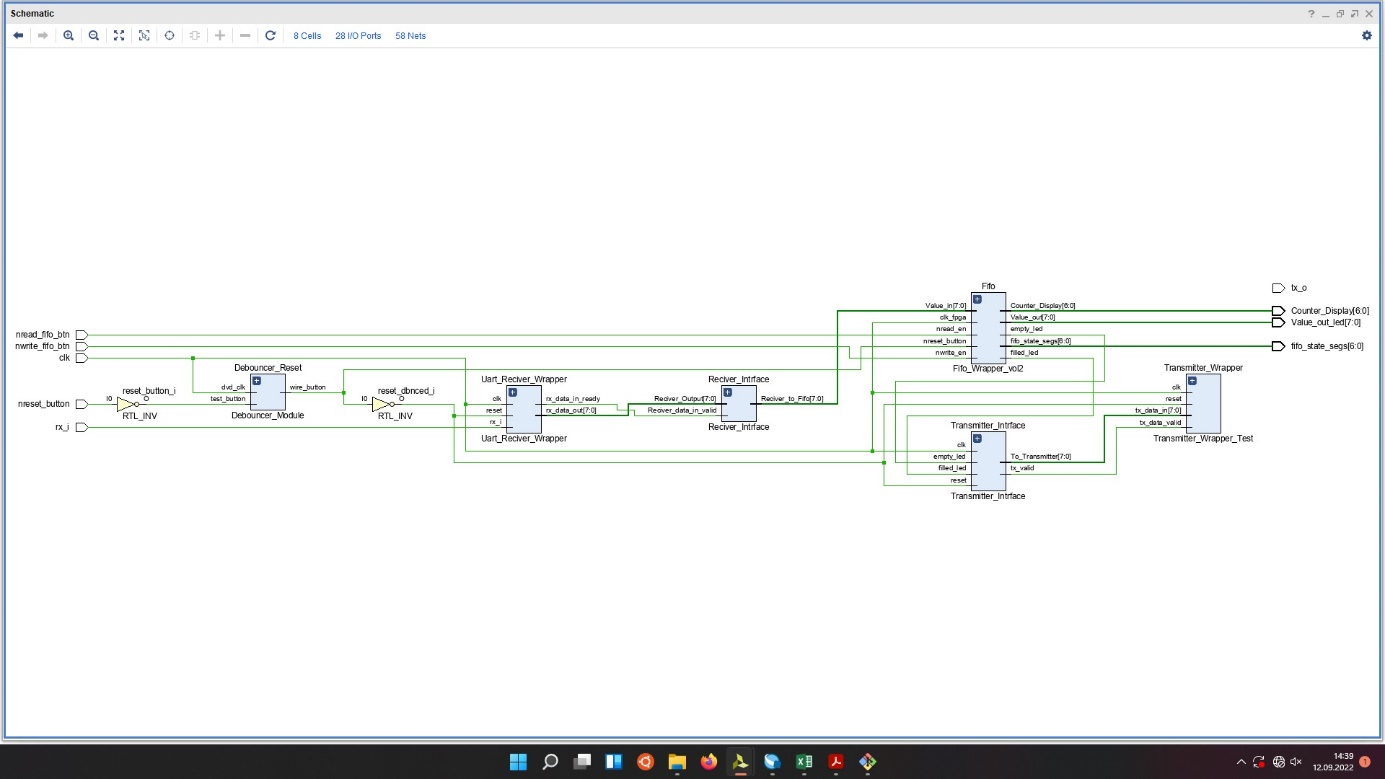 Schematic
8 Cells 28 I/O Ports 58 Nets
nread_fifo_btn
nwrite_fifo_btn
clk
nreset_button
rx_i
reset_button_i
I0 O
RTL_INV
Debouncer_Reset
dvd_clk wire_button
test_button
Debouncer_Module
reset_dbnced_i
I0 O
RTL_INV
Uart_Reciver_Wrapper
clk rx_data_in_ready
reset rx_data_out[7:0]
rx_i
Uart_Reciver_Wrapper
Reciver_Intrface
Reciver_Output[7:0] Reciver_to_Fifo[7:0]
Reciver_data_in_valid
Reciver_Intrface
Fifo
Value_in[7:0] Counter_Display[6:0]
clk_fpga Value_out[7:0]
nread_en empty_led
nreset_button fifo_state_segs[6:0]
nwrite_en filled_led
Fifo_Wrapper_vol2
Transmitter_Intrface
clk
empty_led To_Transmitter[7:0]
filled_led tx_valid
reset
Transmitter_Intrface
Transmitter_Wrapper
clk
reset
tx_data_in[7:0]
tx_data_valid
Transmitter_Wrapper_Test
tx_o
Counter_Display[6:0]
Value_out_led[7:0]
fifo_state_segs[6:0]
14:39
12.09.2022
1